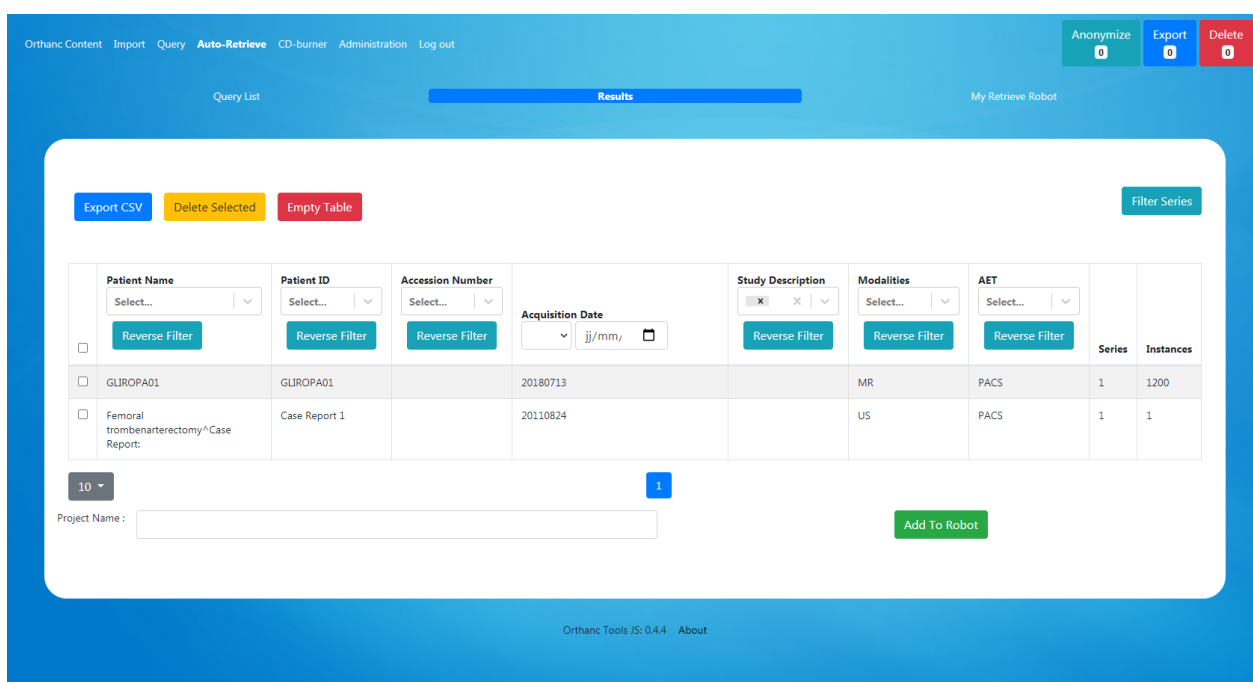 Orthanc Content Import Query Auto-Retrieve CD-burner Administration Log out
Anonymize
0
Export
0
Delete
0
Query List Results My Retrieve Robot
Export CSV Delete Selected Empty Table Filter Series
Patient Name Patient ID Accession Number Study Description Modalities AET
Select... Select... Select... x X Select... Select...
Acquisition Date
Reverse Filter Reverse Filter Reverse Filter jj/mm/ Reverse Filter Reverse Filter Reverse Filter
Series Instances
GLIROPA01 GLIROPA01 20180713 MR PACS 1 1200
Femoral Case Report 1 20110824 US PACS 1 1
trombenarterectomy^Case
Report:
10 1
Project Name :
Add To Robot
Orthanc Tools JS: 0.4.4 About